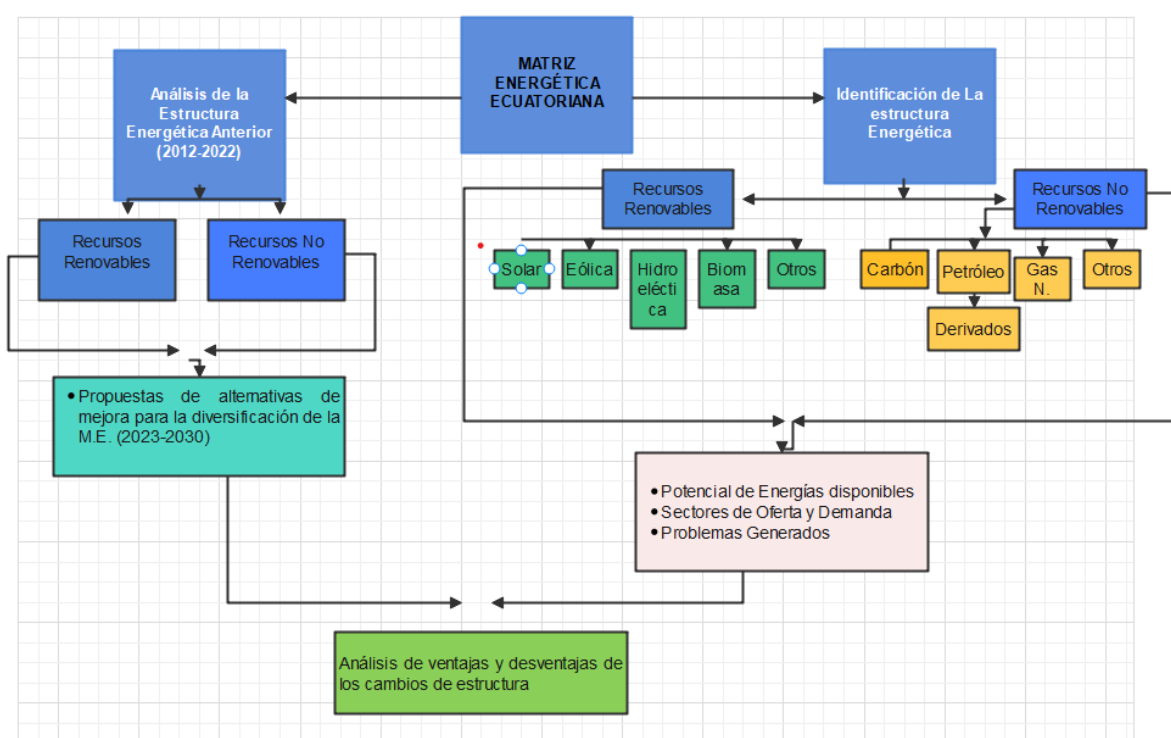 MATRIZ
ENERGÉTICA
ECUATORIANA
Análisis de la
Estructura
Energética Anterior
(2012-2022)
Identificación de La
estructura
Energética
Recursos
Renovables
Recursos No
Renovables
Recursos
Renovables
Recursos No
Renovables
Solar
Eólica
Hidro
elécti
ca
Biom
asa
Otros
Carbón
Petróleo
Gas
N.
Otros
Derivados
• Propuestas de alternativas de
mejora para la diversificación de la
M.E. (2023-2030)
• Potencial de Energías disponibles
• Sectores de Oferta y Demanda
• Problemas Generados
Análisis de ventajas y desventajas de
los cambios de estructura